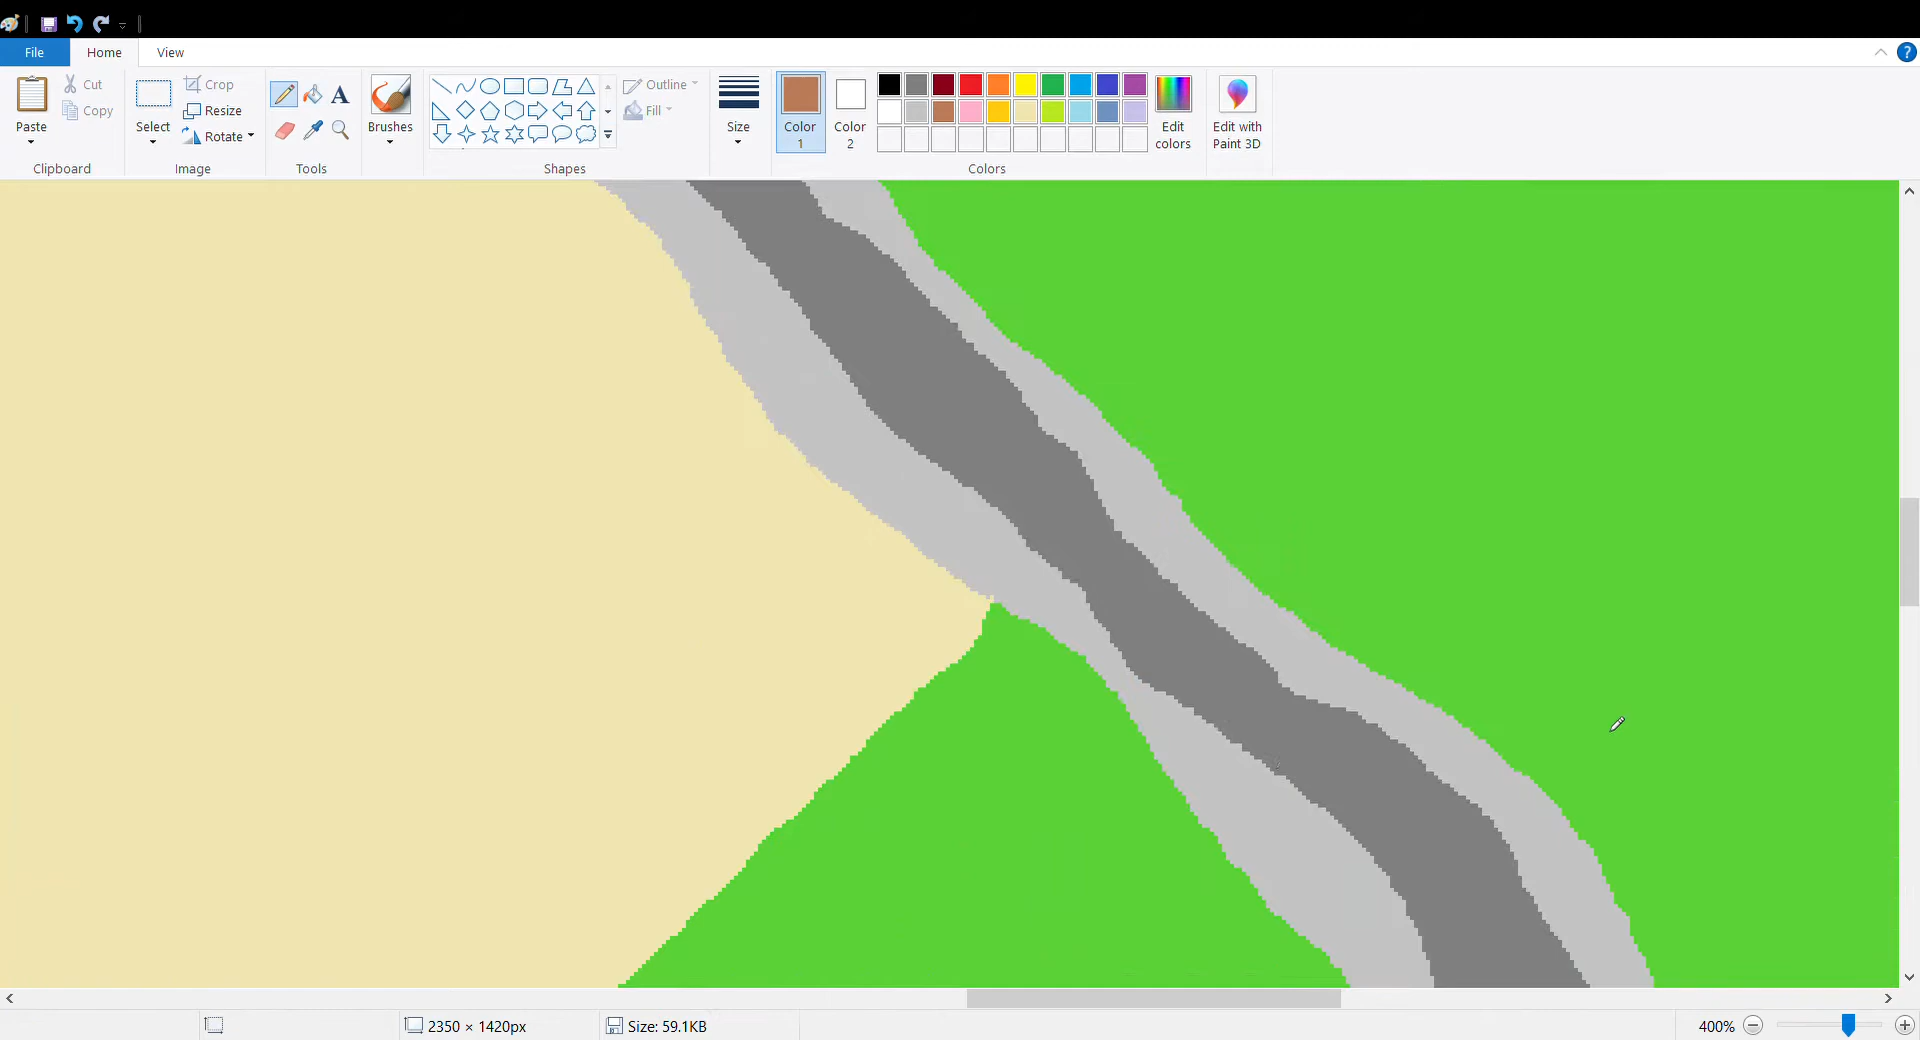 File Home View
Paste
Cut
Copy
Clipboard
Select
Crop
Resize
Rotate
Image
A
Tools
Brushes
Shapes
Outline
Fill
Size
Color 1
Color 2
Edit colors
Colors
Edit with Paint 3D
?
2350 × 1420px Size: 59.1KB 400%